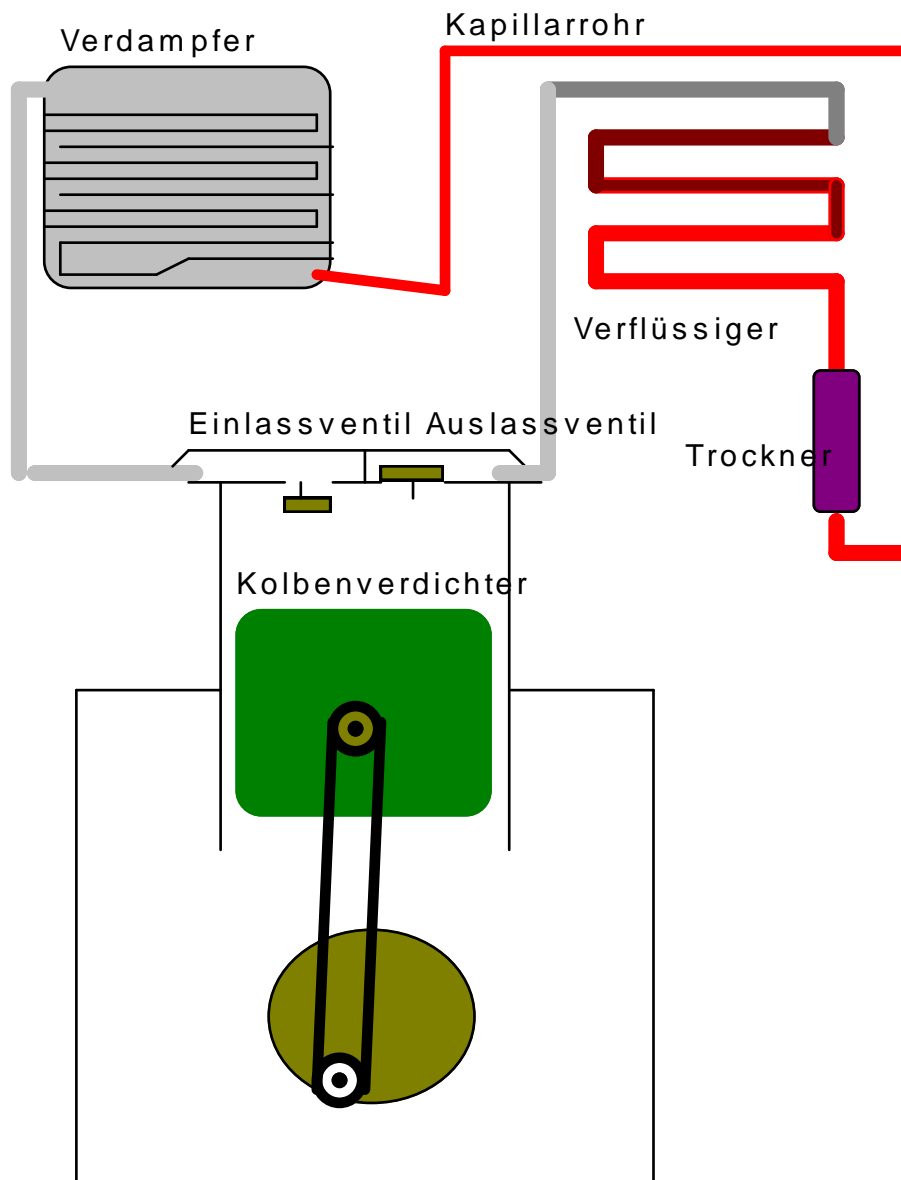 Kapillarrohr
Verdampfer
Verflüssiger
Einlassventil Auslassventil
Trockner
Kolbenverdichter